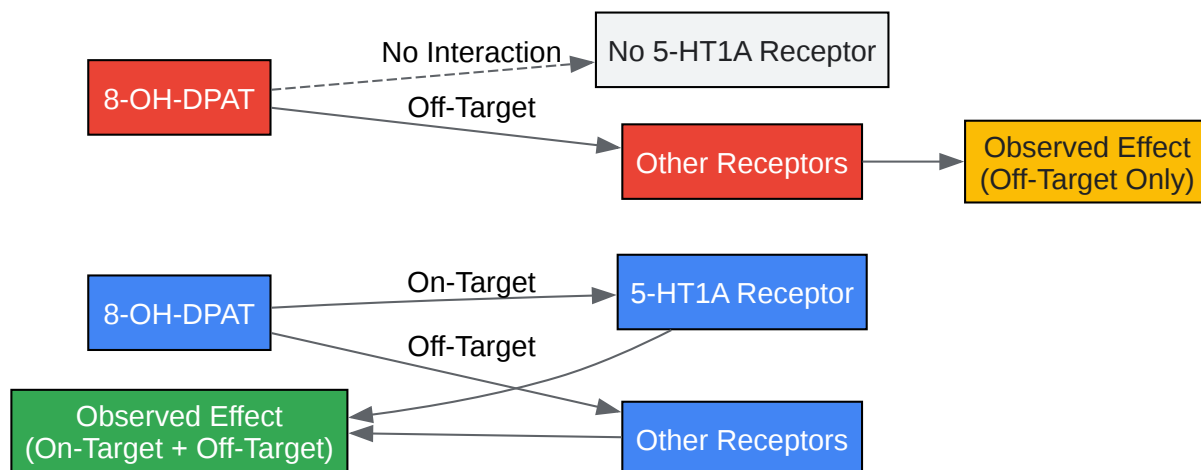 No Interaction
No 5-HT1A Receptor
8-OH-DPAT
Off-Target
Other Receptors
Observed Effect
(Off-Target Only)
8-OH-DPAT
On-Target
5-HT1A Receptor
Off-Target
Observed Effect
(On-Target + Off-Target)
Other Receptors